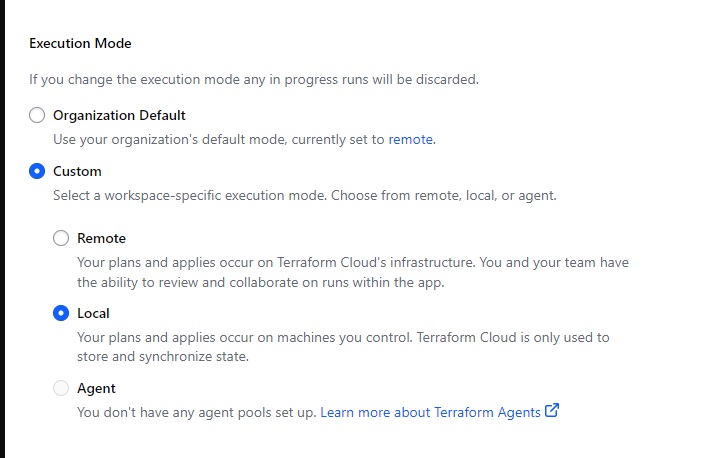 Execution Mode
If you change the execution mode any in progress runs will be discarded.
Organization Default
Use your organization's default mode, currently set to remote.
Custom
Select a workspace-specific execution mode. Choose from remote, local, or agent.
Remote
Your plans and applies occur on Terraform Cloud's infrastructure. You and your team have
the ability to review and collaborate on runs within the app.
Local
Your plans and applies occur on machines you control. Terraform Cloud is only used to
store and synchronize state.
Agent
You don't have any agent pools set up. Learn more about Terraform Agents